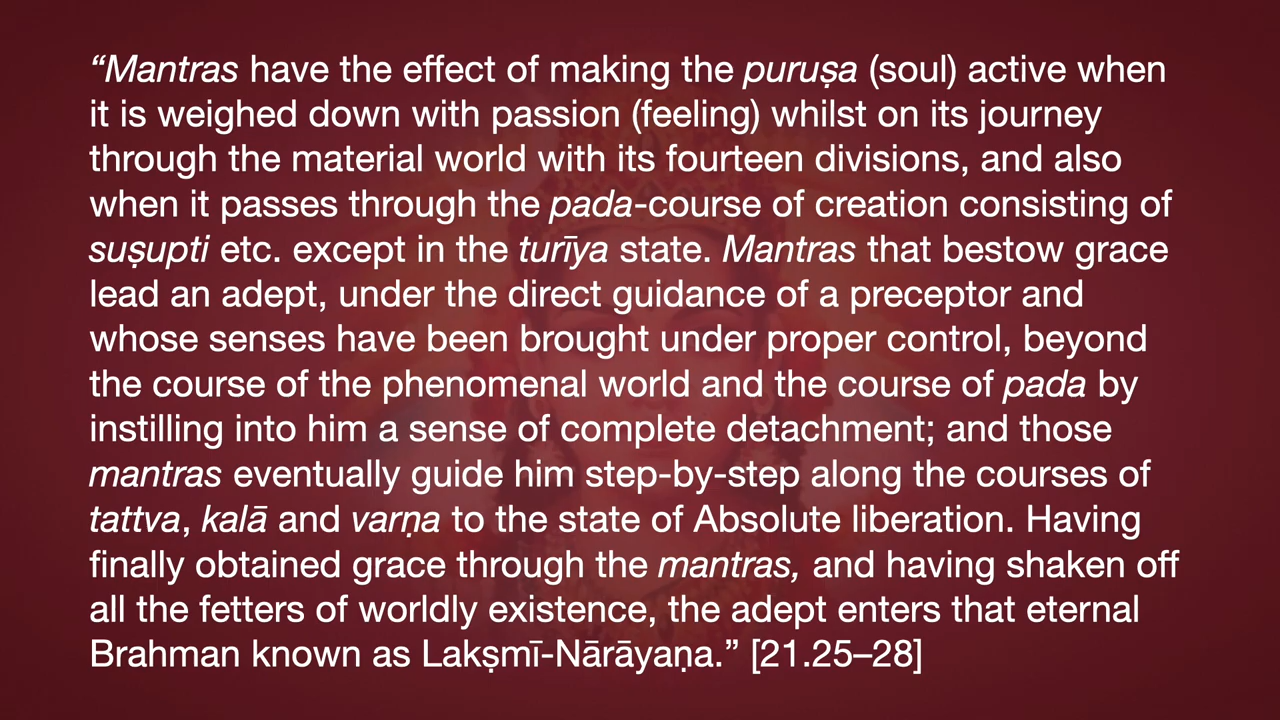 “Mantras have the effect of making the puruṣa (soul) active when
it is weighed down with passion (feeling) whilst on its journey
through the material world with its fourteen divisions, and also
when it passes through the pada-course of creation consisting of
suṣupti etc. except in the turīya state. Mantras that bestow grace
lead an adept, under the direct guidance of a preceptor and
whose senses have been brought under proper control, beyond
the course of the phenomenal world and the course of pada by
instilling into him a sense of complete detachment; and those
mantras eventually guide him step-by-step along the courses of
tattva, kalā and varṇa to the state of Absolute liberation. Having
finally obtained grace through the mantras, and having shaken off
all the fetters of worldly existence, the adept enters that eternal
Brahman known as Lakṣmī-Nārāyaṇa.” [21.25–28]